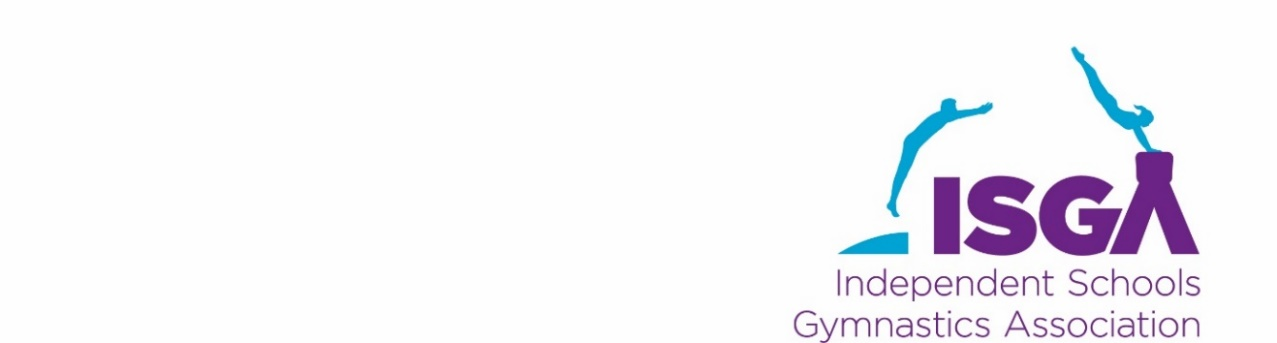 ISGA
Independent Schools
Gymnastics Association